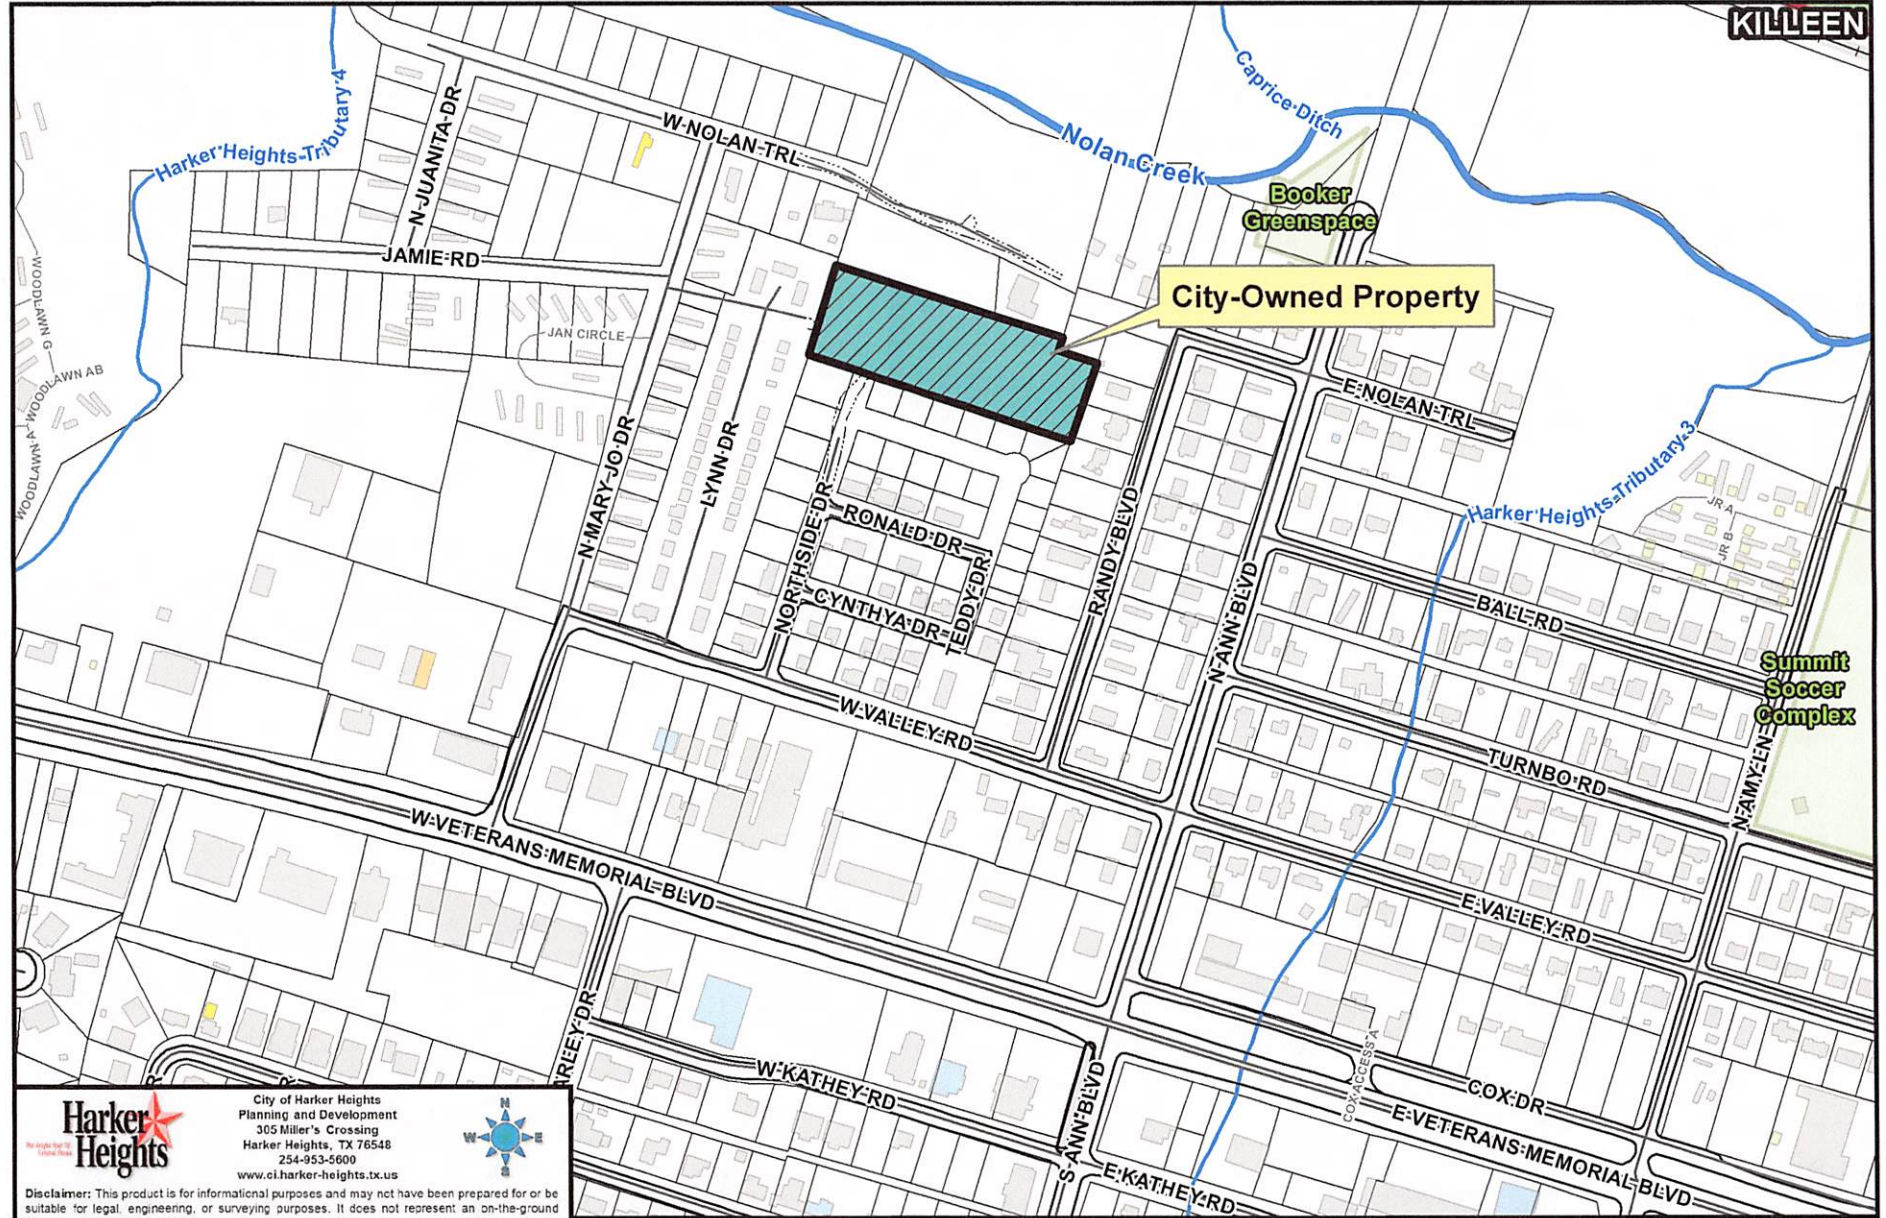 KILLEEN
Caprice Ditch
Harker Heights-Tributary 4
N JUANITA DR
W NOLAN TRL
Nolan Creek
Booker
Greenspace
JAMIE RD
WOODLAWN G
City-Owned Property
JAN CIRCLE
WOODLAWN AB
WOODLAWN A
E NOLAN TRL
N MARY JO DR
LYNN DR
Harker Heights-Tributary 3
NORTHSIDE DR
RONALD DR
RANDY BLVD
JR A
JR B
TEDDY DR
CYNTHYA DR
N ANN BLVD
BALL RD
Summit
Soccer
Complex
W VALLEY RD
TURNBO RD
N AMY LN
W VETERANS MEMORIAL BLVD
E VALLEY RD
ARLEY DR
W KATHEY RD
COX ACCESS A
COX DR
E VETERANS MEMORIAL BLVD
S ANN BLVD
E KATHEY RD
R
Harker
Heights
City of Harker Heights
Planning and Development
305 Miller's Crossing
Harker Heights, TX 76548
254-953-5600
www.ci.harker-heights.tx.us
N
W E
S
Disclaimer: This product is for informational purposes and may not have been prepared for or be
suitable for legal, engineering, or surveying purposes. It does not represent an on-the-ground